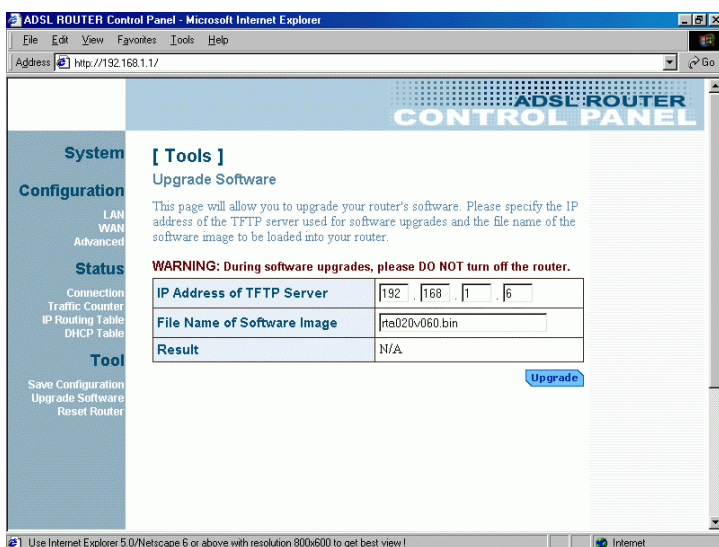 ADSL ROUTER Control Panel - Microsoft Internet Explorer
File Edit View Favorites Tools Help
Address http://192.168.1.1/ Go
ADSL ROUTER
CONTROL PANEL
System
Configuration
LAN
WAN
Advanced
Status
Connection
Traffic Counter
IP Routing Table
DHCP Table
Tool
Save Configuration
Upgrade Software
Reset Router
[ Tools ]
Upgrade Software
This page will allow you to upgrade your router's software. Please specify the IP
address of the TFTP server used for software upgrades and the file name of the
software image to be loaded into your router.
WARNING: During software upgrades, please DO NOT turn off the router.
IP Address of TFTP Server 192 . 168 . 1 . 6
File Name of Software Image rta020v060.bin
Result N/A
Upgrade
Use Internet Explorer 5.0/Netscape 6 or above with resolution 800x600 to get best view ! Internet